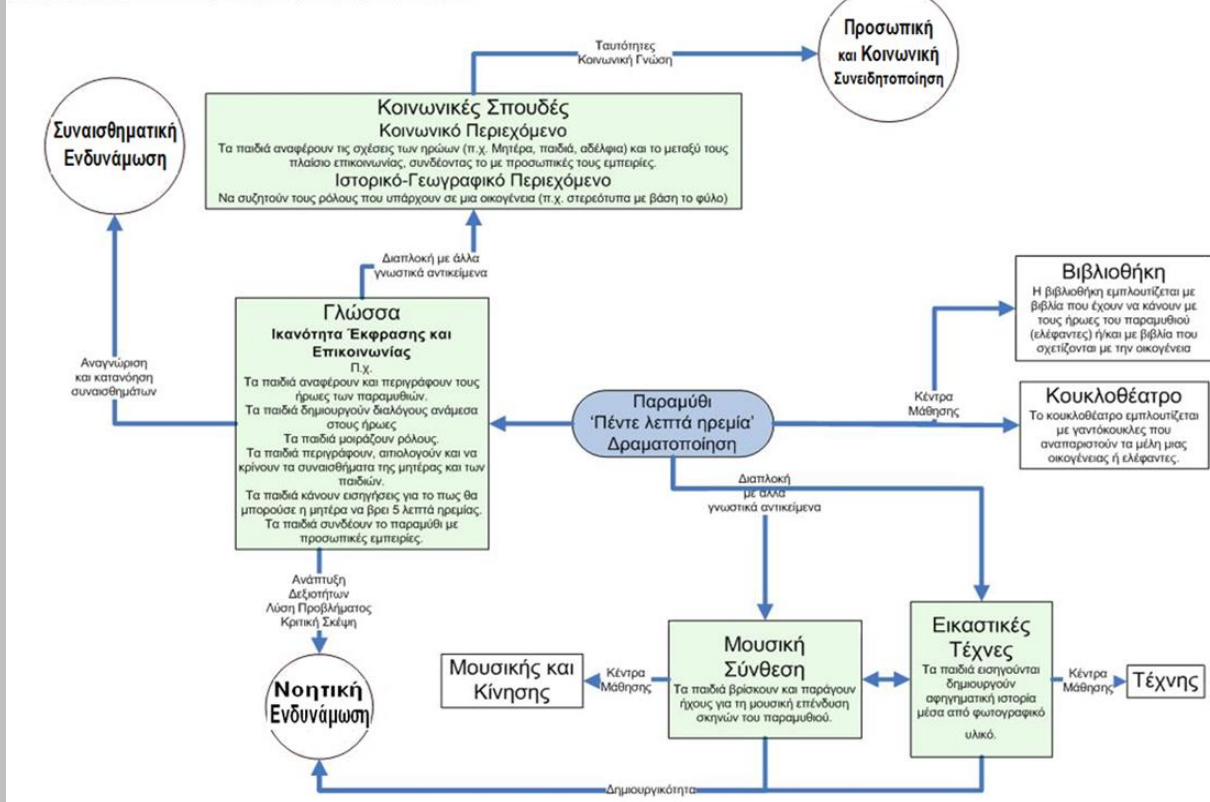 Προσωπική
και Κοινωνική
Συνειδητοποίηση
Ταυτότητες
Κοινωνική Γνώση
Συναισθηματική
Ενδυνάμωση
Κοινωνικές Σπουδές
Κοινωνικό Περιεχόμενο
Τα παιδιά αναφέρουν τις σχέσεις των ηρώων (π.χ. Μητέρα, παιδιά, αδέλφια) και το μεταξύ τους
πλαίσιο επικοινωνίας, συνδέοντας το με προσωπικές τους εμπειρίες.
Ιστορικό-Γεωγραφικό Περιεχόμενο
Να συζητούν τους ρόλους που υπάρχουν σε μια οικογένεια (π.χ. στερεότυπα με βάση το φύλο)
Διαπλοκή με άλλα
γνωστικά αντικείμενα
Γλώσσα
Ικανότητα Έκφρασης και
Επικοινωνίας
Π.χ.
Τα παιδιά αναφέρουν και περιγράφουν τους
ήρωες των παραμυθιών.
Τα παιδιά δημιουργούν διαλόγους ανάμεσα
στους ήρωες
Τα παιδιά μοιράζουν ρόλους.
Τα παιδιά περιγράφουν, αιτιολογούν και να
κρίνουν τα συναισθήματα της μητέρας και των
παιδιών.
Τα παιδιά κάνουν εισηγήσεις για το πως θα
μπορούσε η μητέρα να βρει 5 λεπτά ηρεμίας.
Τα παιδιά συνδέουν το παραμύθι με
προσωπικές εμπειρίες.
Αναγνώριση
και κατανόηση
συναισθημάτων
Παραμύθι
‘Πέντε λεπτά ηρεμία’
Δραματοποίηση
Κέντρα
Μάθησης
Βιβλιοθήκη
Η βιβλιοθήκη εμπλουτίζεται με
βιβλία που έχουν να κάνουν με
τους ήρωες του παραμυθιού
(ελέφαντες) ή/και με βιβλία που
σχετίζονται με την οικογένεια
Κουκλοθέατρο
Το κουκλοθέατρο εμπλουτίζεται
με γαντόκουκλες που
αναπαριστούν τα μέλη μιας
οικογένειας ή ελέφαντες.
Διαπλοκή
με άλλα
γνωστικά αντικείμενα
Ανάπτυξη
Δεξιοτήτων
Λύση Προβλήματος
Κριτική Σκέψη
Νοητική
Ενδυνάμωση
Μουσικής και
Κίνησης
Κέντρα
Μάθησης
Μουσική
Σύνθεση
Τα παιδιά βρίσκουν και παράγουν
ήχους για τη μουσική επένδυση
σκηνών του παραμυθιού.
Εικαστικές
Τέχνες
Τα παιδιά εισηγούνται
δημιουργούν
αφηγηματική ιστορία
μέσα από φωτογραφικό
υλικό.
Κέντρα
Μάθησης
Τέχνης
Δημιουργικότητα